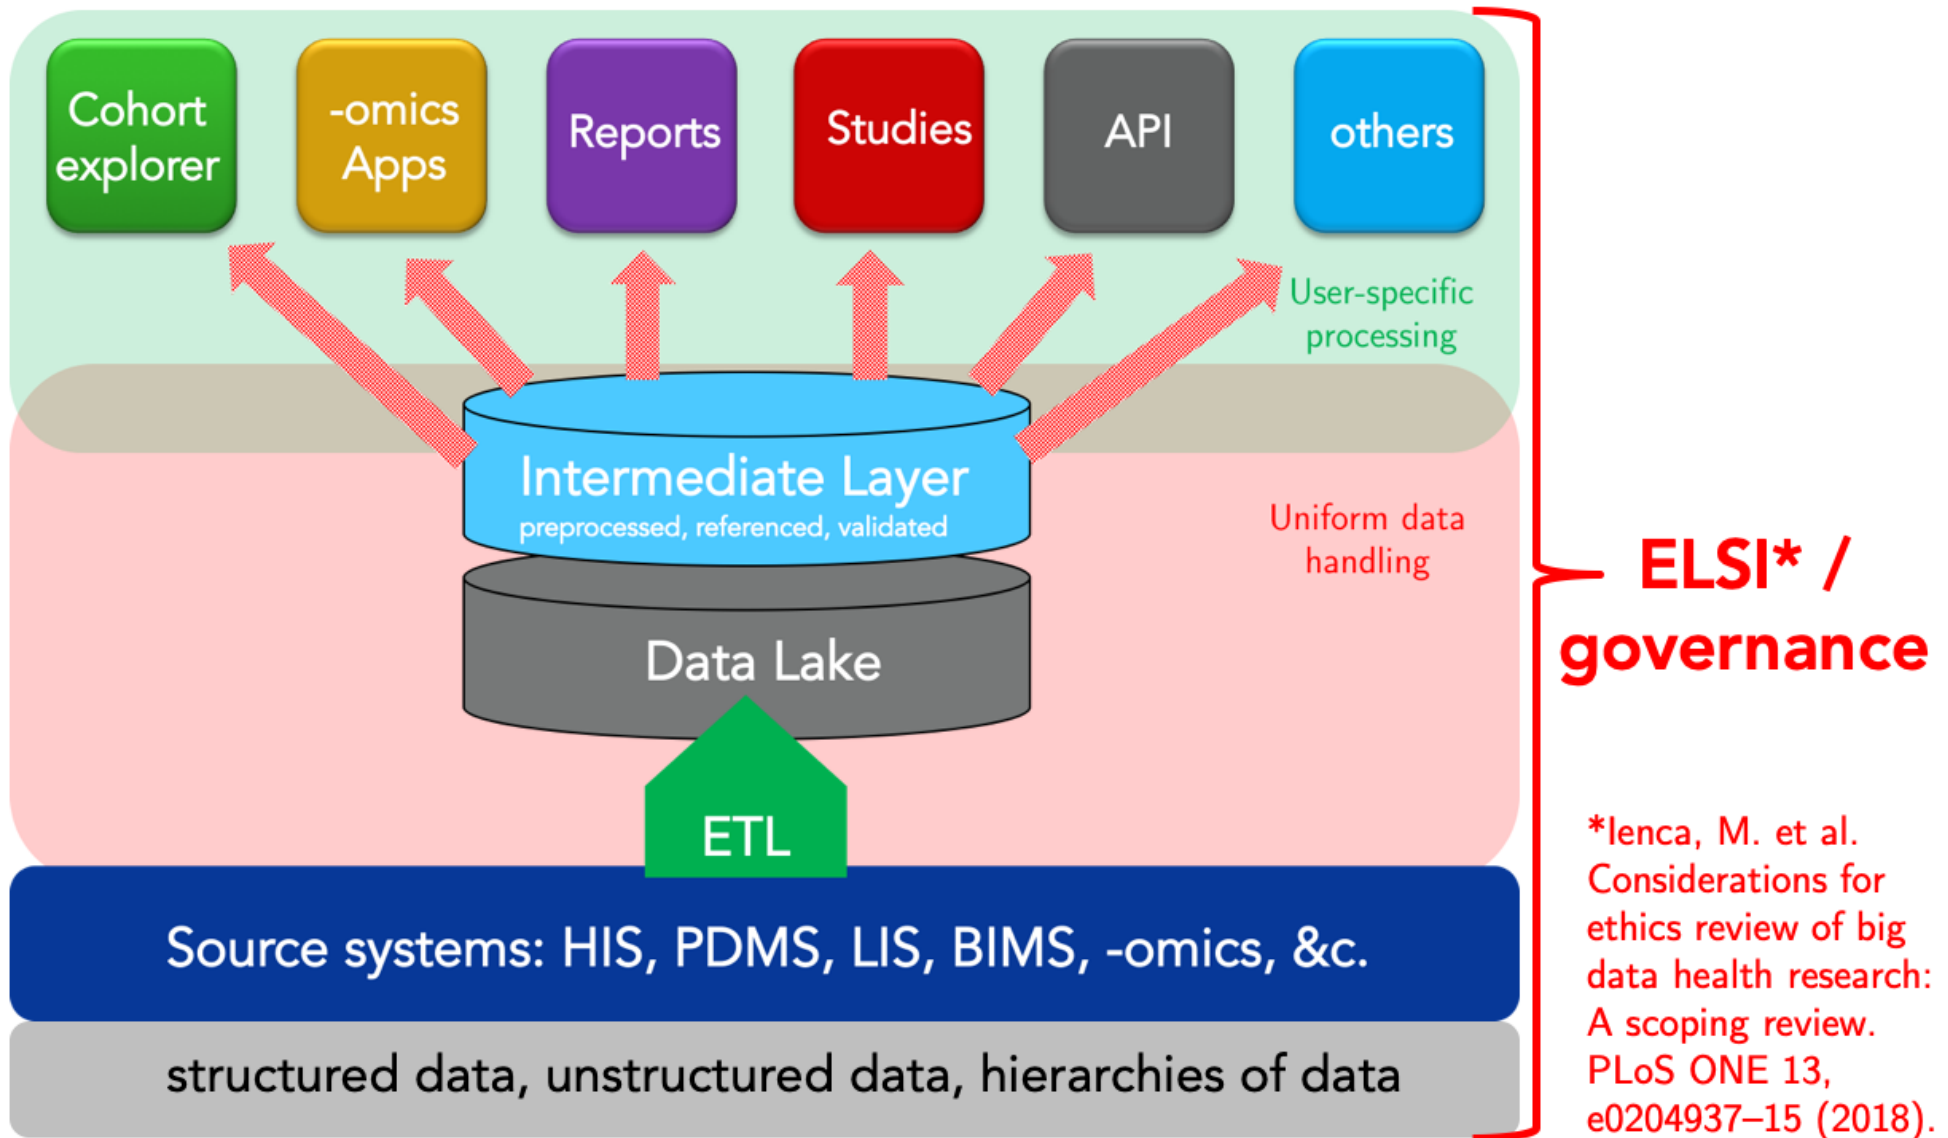 Cohort
explorer
-omics
Apps
Reports
Studies
API
others
User-specific
processing
Intermediate Layer
preprocessed, referenced, validated
Uniform data
handling
Data Lake
ETL
Source systems: HIS, PDMS, LIS, BIMS, -omics, &c.
structured data, unstructured data, hierarchies of data
ELSI* /
governance
*Ienca, M. et al.
Considerations for
ethics review of big
data health research:
A scoping review.
PLoS ONE 13,
e0204937–15 (2018).